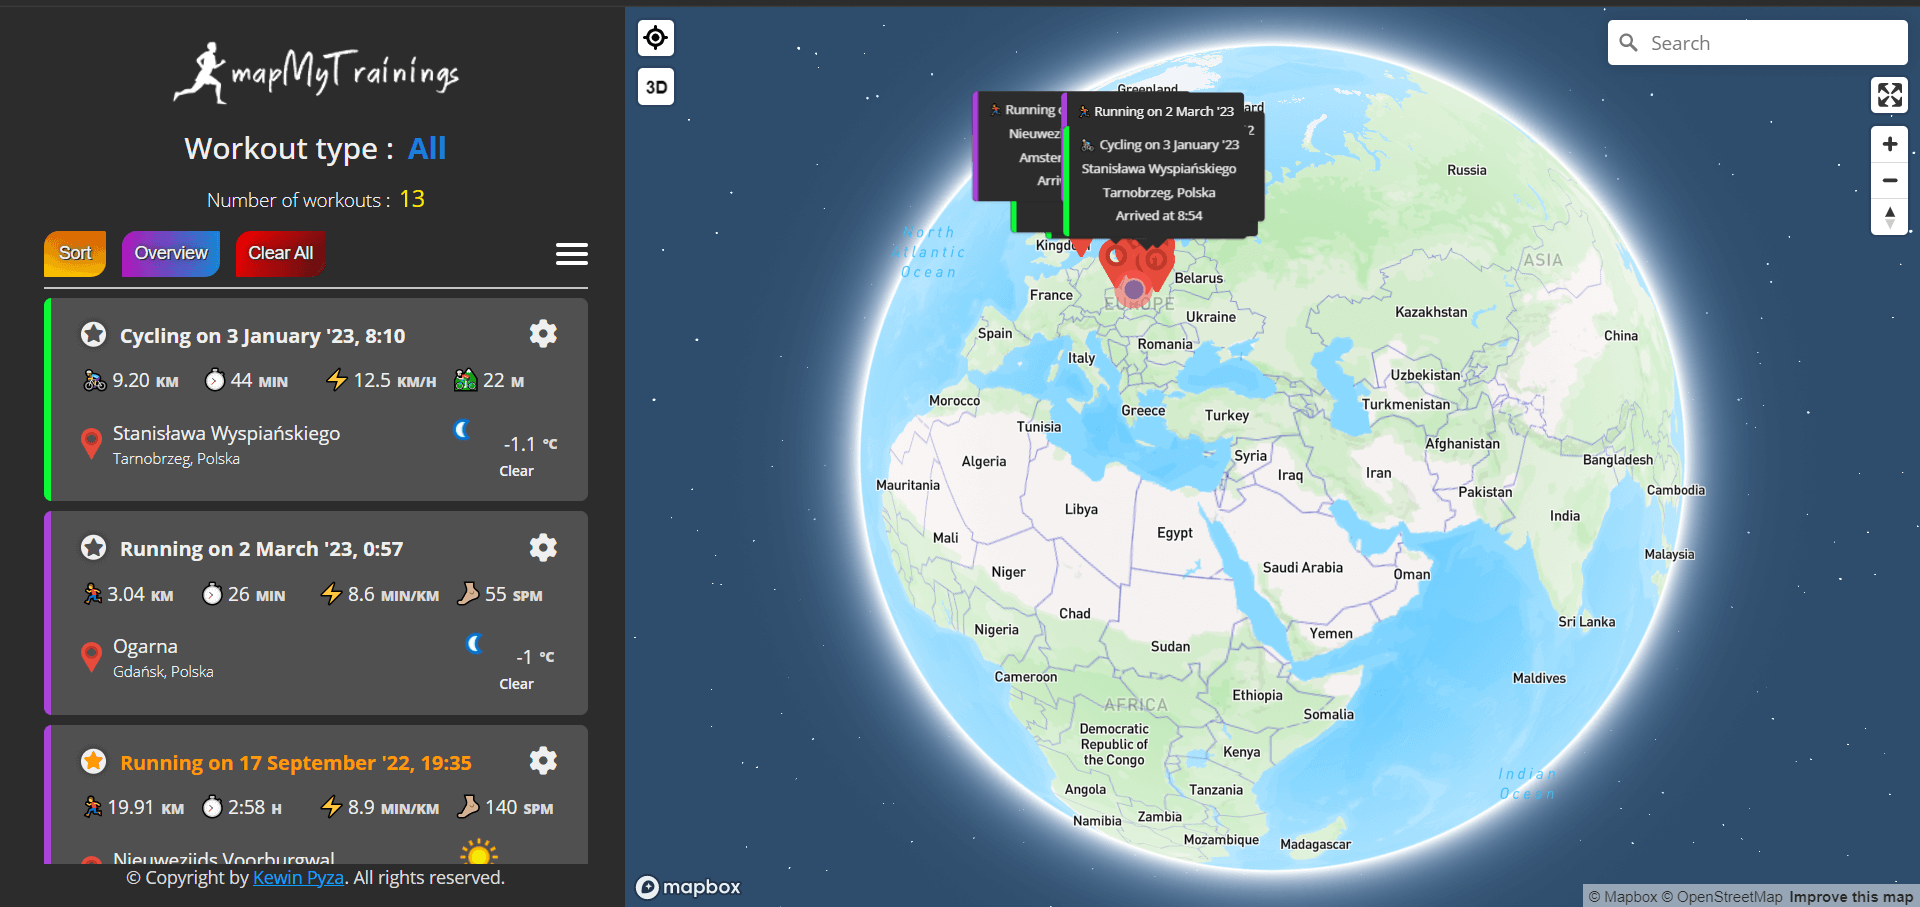 mapMyTrainings
Workout type : All
Number of workouts : 13
Sort
Overview
Clear All
Cycling on 3 January '23, 8:10
9.20 KM
44 MIN
12.5 KM/H
22 M
Stanisława Wyspiańskiego
Tarnobrzeg, Polska
-1.1 °C
Clear
Running on 2 March '23, 0:57
3.04 KM
26 MIN
8.6 MIN/KM
55 SPM
Ogarna
Gdańsk, Polska
-1 °C
Clear
Running on 17 September '22, 19:35
19.91 KM
2:58 H
8.9 MIN/KM
140 SPM
Nieuwezijds Voorburgwal
© Copyright by Kewin Pyza. All rights reserved.
3D
Search
Greenland
Running
Nieuwezi
Amster
Arri
Running on 2 March '23
Cycling on 3 January '23
Stanisława Wyspiańskiego
Tarnobrzeg, Polska
Arrived at 8:54
ard
2
Russia
North
Atlantic
Ocean
Kingdom
Belarus
France
EUROPE
Ukraine
Spain
Romania
Italy
ASIA
Kazakhstan
China
Uzbekistan
Turkmenistan
Morocco
Greece
Turkey
Tunisia
Afghanistan
Syria
Algeria
Iraq
Iran
Bangladesh
Mauritania
Pakistan
Cambodia
Libya
India
Egypt
Mali
Malaysia
Niger
Saudi Arabia
Oman
Chad
Nigeria
Sudan
Yemen
Sri Lanka
Cameroon
Maldives
Ethiopia
AFRICA
Somalia
Democratic
Republic of
the Congo
Kenya
Indian
Ocean
Angola
Tanzania
Namibia
Zambia
Mozambique
Madagascar
mapbox
© Mapbox © OpenStreetMap Improve this map